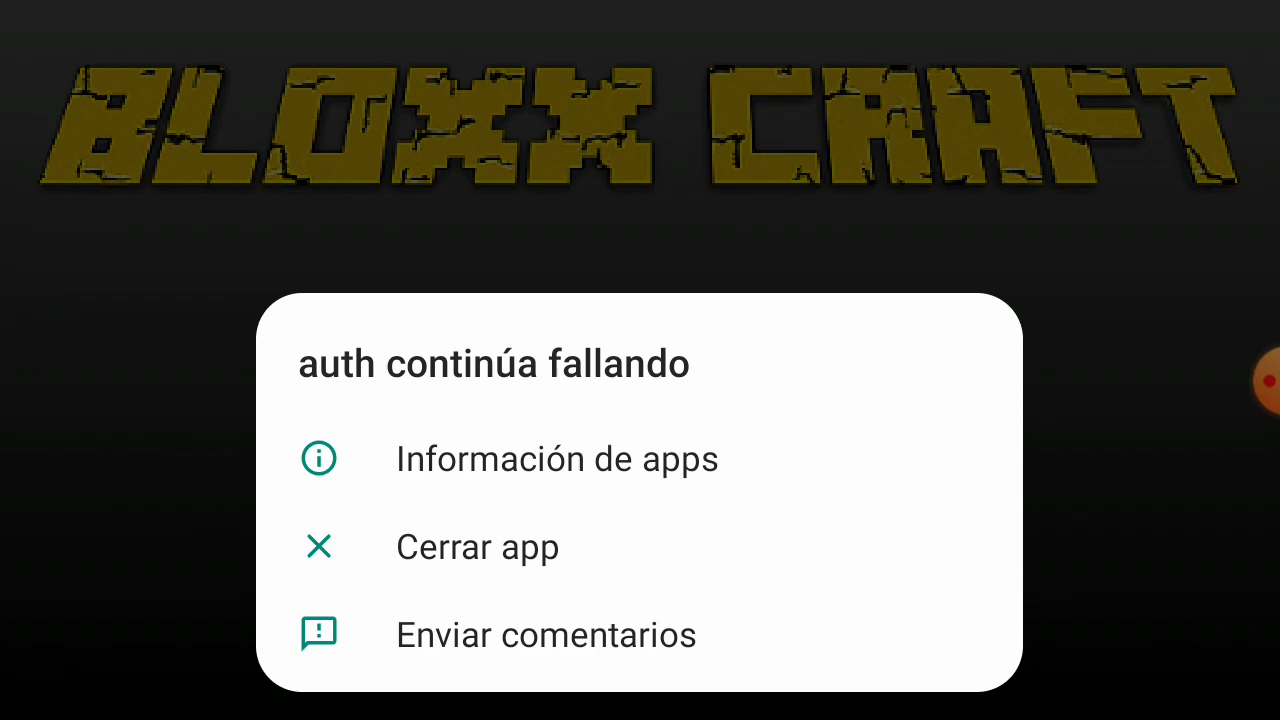 BLOXX CRAFT
auth continúa fallando
Información de apps
Cerrar app
Enviar comentarios